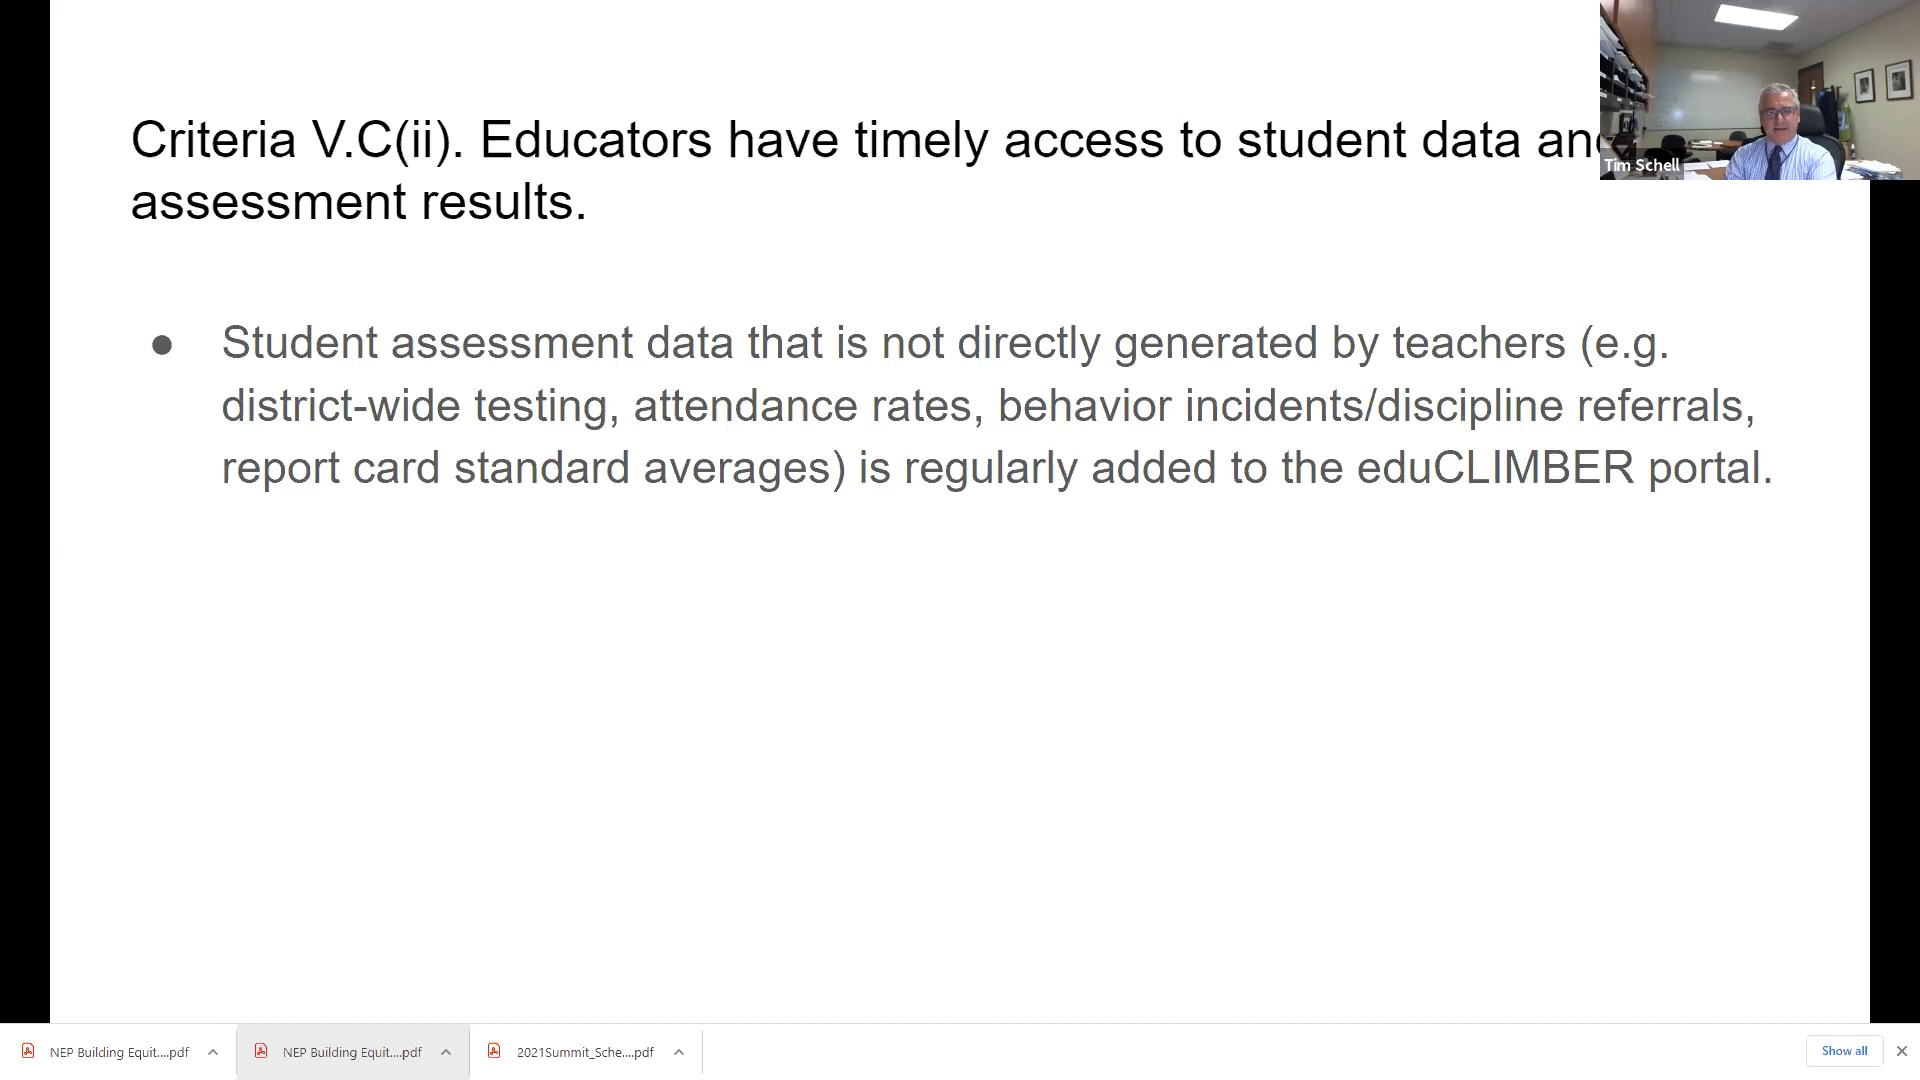 Criteria V.C(ii). Educators have timely access to student data and
assessment results.
Tim Schell
● Student assessment data that is not directly generated by teachers (e.g.
district-wide testing, attendance rates, behavior incidents/discipline referrals,
report card standard averages) is regularly added to the eduCLIMBER portal.
NEP Building Equit....pdf
NEP Building Equit....pdf
2021Summit_Sche....pdf
Show all